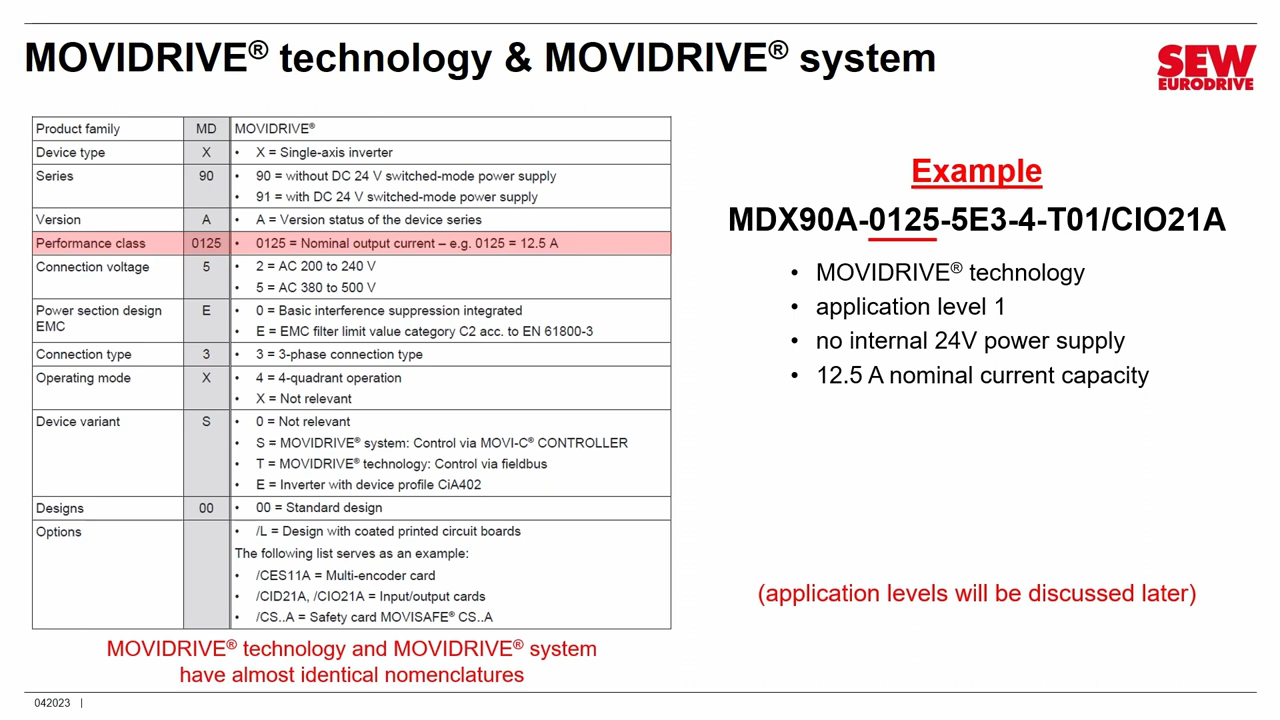 MOVIDRIVE® technology & MOVIDRIVE® system
SEW
EURODRIVE
Product family MD MOVIDRIVE®
Device type X • X = Single-axis inverter
Series 90 • 90 = without DC 24 V switched-mode power supply
• 91 = with DC 24 V switched-mode power supply
Version A • A = Version status of the device series
Performance class 0125 • 0125 = Nominal output current – e.g. 0125 = 12.5 A
Connection voltage 5 • 2 = AC 200 to 240 V
• 5 = AC 380 to 500 V
Power section design E • 0 = Basic interference suppression integrated
EMC • E = EMC filter limit value category C2 acc. to EN 61800-3
Connection type 3 • 3 = 3-phase connection type
Operating mode X • 4 = 4-quadrant operation
• X = Not relevant
Device variant S • 0 = Not relevant
• S = MOVIDRIVE® system: Control via MOVI-C® CONTROLLER
• T = MOVIDRIVE® technology: Control via fieldbus
• E = Inverter with device profile CiA402
Designs 00 • 00 = Standard design
Options • /L = Design with coated printed circuit boards
The following list serves as an example:
• /CES11A = Multi-encoder card
• /CID21A, /CIO21A = Input/output cards
• /CS..A = Safety card MOVISAFE® CS..A
MOVIDRIVE® technology and MOVIDRIVE® system
have almost identical nomenclatures
Example
MDX90A-0125-5E3-4-T01/CIO21A
• MOVIDRIVE® technology
• application level 1
• no internal 24V power supply
• 12.5 A nominal current capacity
(application levels will be discussed later)
042023 |